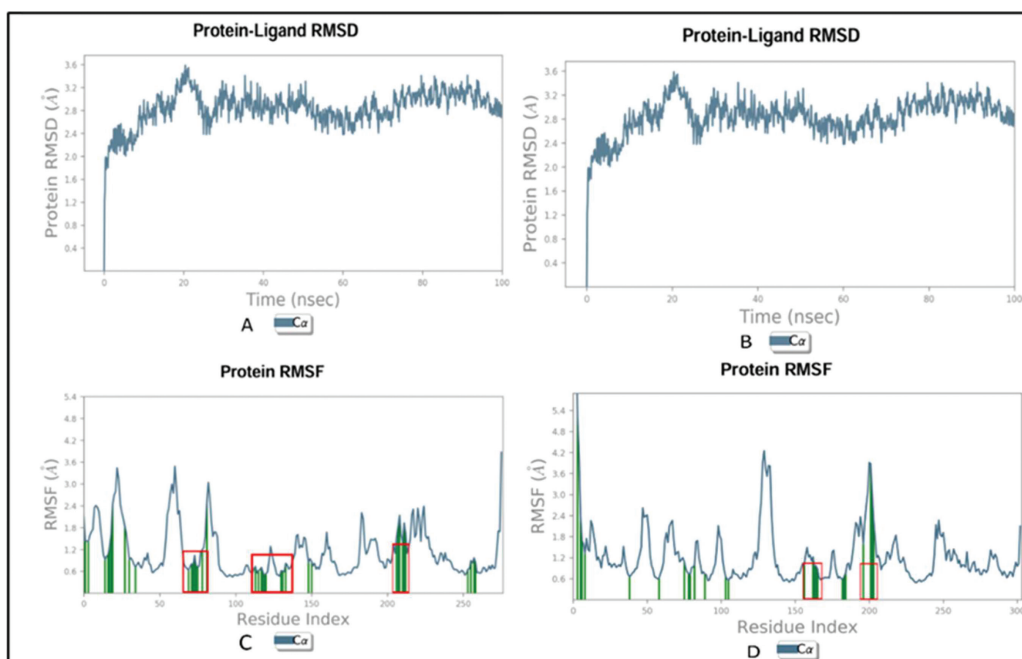 Protein-Ligand RMSD
Protein RMSD (Å)
3.6
3.2
2.8
2.4
2.0
1.6
1.2
0.8
0.4
0 20 40 60 80 100
Time (nsec)
A Cα
Protein-Ligand RMSD
Protein RMSD (Å)
3.6
3.2
2.8
2.4
2.0
1.6
1.2
0.8
0.4
0 20 40 60 80 100
Time (nsec)
B Cα
Protein RMSF
RMSF (Å)
5.4
4.8
4.2
3.6
3.0
2.4
1.8
1.2
0.6
0 50 100 150 200 250
Residue Index
C Cα
Protein RMSF
RMSF (Å)
5.4
4.8
4.2
3.6
3.0
2.4
1.8
1.2
0.6
0 50 100 150 200 250 300
Residue Index
D Cα